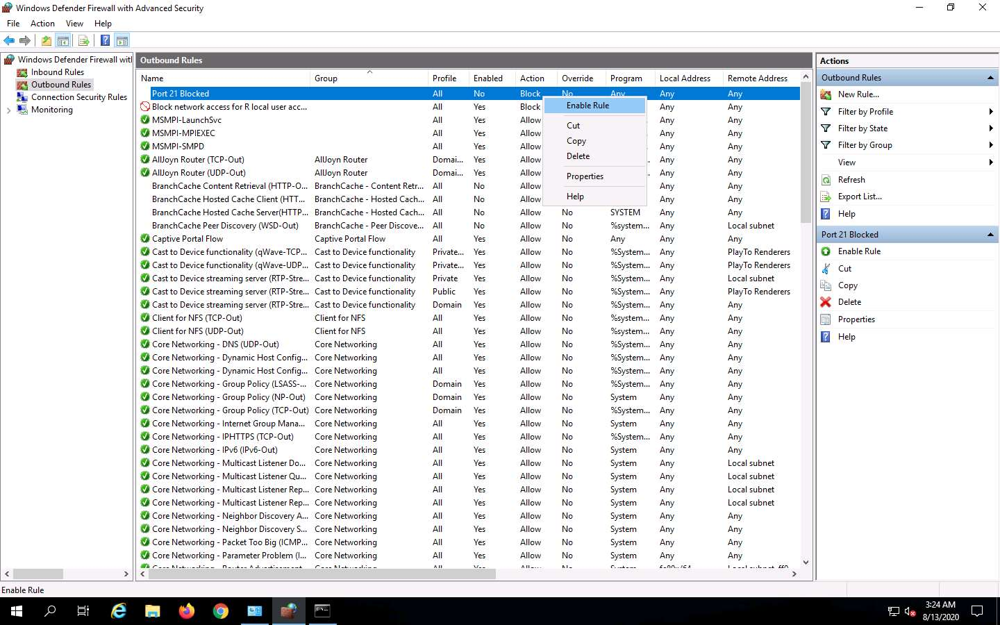 Windows Defender Firewall with Advanced Security
File Action View Help
Windows Defender Firewall witl
Inbound Rules
Outbound Rules
Connection Security Rules
Monitoring
Outbound Rules
Name Group Profile Enabled Action Override Program Local Address Remote Address
Port 21 Blocked All No Block No Any Any Any
Block network access for R local user acc... All Yes Block Any Any
MSMPI-LaunchSvc All Yes Allow Any Any
MSMPI-MPIEXEC All Yes Allow Any Any
MSMPI-SMPD All Yes Allow Any Any
AllJoyn Router (TCP-Out) AllJoyn Router Domai... Yes Allow Any Any
AllJoyn Router (UDP-Out) AllJoyn Router Domai... Yes Allow Any Any
BranchCache Content Retrieval (HTTP-O... BranchCache - Content Retr... All No Allow Any Any
BranchCache Hosted Cache Client (HTT... BranchCache - Hosted Cach... All No Allow Any Any
BranchCache Hosted Cache Server(HTTP... BranchCache - Hosted Cach... All No Allow No SYSTEM Any Any
BranchCache Peer Discovery (WSD-Out) BranchCache - Peer Discove... All No Allow No %system... Any Local subnet
Captive Portal Flow Captive Portal Flow All Yes Allow No Any Any Any
Cast to Device functionality (qWave-TCP... Cast to Device functionality Private... Yes Allow No %System... Any PlayTo Renderers
Cast to Device functionality (qWave-UDP... Cast to Device functionality Private... Yes Allow No %System... Any PlayTo Renderers
Cast to Device streaming server (RTP-Stre... Cast to Device functionality Private Yes Allow No %System... Any Local subnet
Cast to Device streaming server (RTP-Stre... Cast to Device functionality Public Yes Allow No %System... Any PlayTo Renderers
Cast to Device streaming server (RTP-Stre... Cast to Device functionality Domain Yes Allow No %System... Any Any
Client for NFS (TCP-Out) Client for NFS All Yes Allow No %system... Any Any
Client for NFS (UDP-Out) Client for NFS All Yes Allow No %system... Any Any
Core Networking - DNS (UDP-Out) Core Networking All Yes Allow No %System... Any Any
Core Networking - Dynamic Host Config... Core Networking All Yes Allow No %System... Any Any
Core Networking - Dynamic Host Config... Core Networking All Yes Allow No %System... Any Any
Core Networking - Group Policy (LSASS-... Core Networking Domain Yes Allow No %System... Any Any
Core Networking - Group Policy (NP-Out) Core Networking Domain Yes Allow No System Any Any
Core Networking - Group Policy (TCP-Out) Core Networking Domain Yes Allow No %System... Any Any
Core Networking - Internet Group Mana... Core Networking All Yes Allow No System Any Any
Core Networking - IPHTTPS (TCP-Out) Core Networking All Yes Allow No %System... Any Any
Core Networking - IPv6 (IPv6-Out) Core Networking All Yes Allow No System Any Any
Core Networking - Multicast Listener Do... Core Networking All Yes Allow No System Any Local subnet
Core Networking - Multicast Listener Qu... Core Networking All Yes Allow No System Any Local subnet
Core Networking - Multicast Listener Rep... Core Networking All Yes Allow No System Any Local subnet
Core Networking - Multicast Listener Rep... Core Networking All Yes Allow No System Any Local subnet
Core Networking - Neighbor Discovery A... Core Networking All Yes Allow No System Any Any
Core Networking - Neighbor Discovery S... Core Networking All Yes Allow No System Any Any
Core Networking - Packet Too Big (ICMP... Core Networking All Yes Allow No System Any Any
Core Networking - Parameter Problem (I... Core Networking All Yes Allow No System Any Any
Enable Rule
Cut
Copy
Delete
Properties
Help
Actions
Outbound Rules
New Rule...
Filter by Profile
Filter by State
Filter by Group
View
Refresh
Export List...
Help
Port 21 Blocked
Enable Rule
Cut
Copy
Delete
Properties
Help
Enable Rule
3:24 AM
8/13/2020